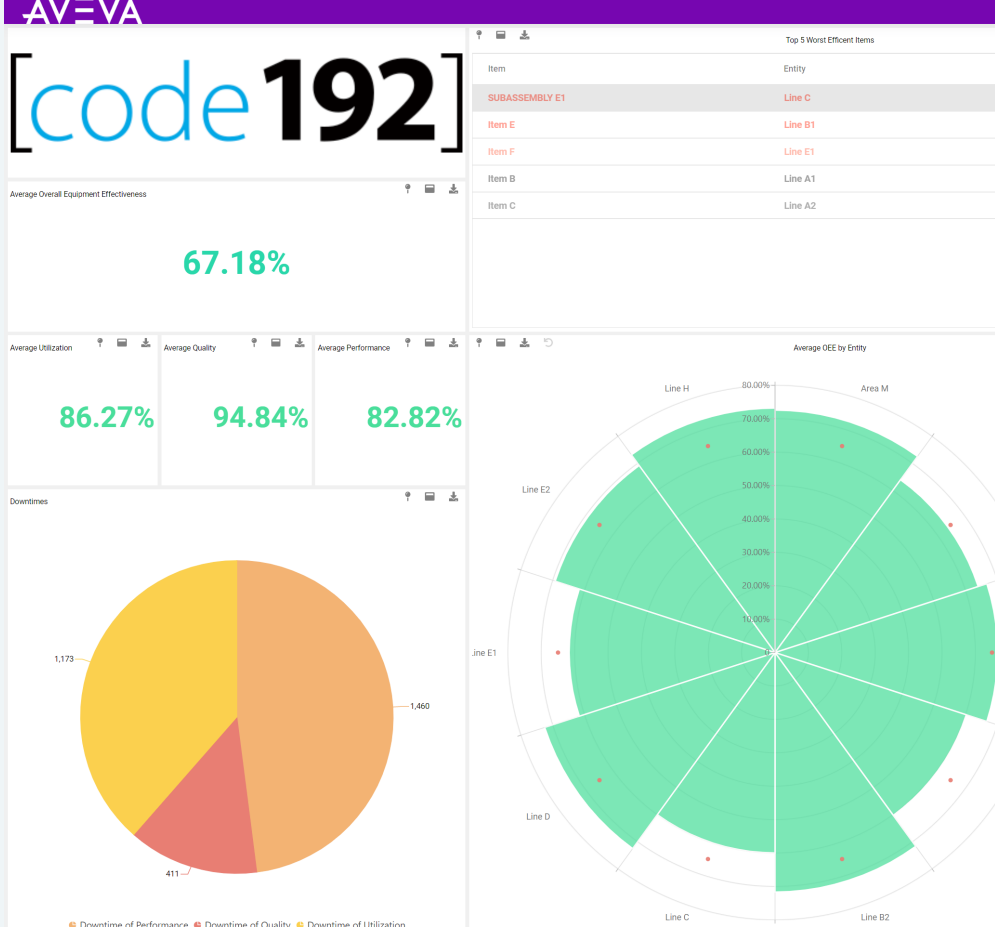 AVEVA
[code192]
Average Overall Equipment Effectiveness
67.18%
Average Utilization
86.27%
Average Quality
94.84%
Average Performance
82.82%
Downtimes
1,173
1,460
411
Downtime of Performance Downtime of Quality Downtime of Utilization
Top 5 Worst Efficent Items
Item Entity
SUBASSEMBLY E1 Line C
Item E Line B1
Item F Line E1
Item B Line A1
Item C Line A2
Average OEE by Entity
Line H
80.00%
Area M
70.00%
60.00%
Line E2
50.00%
40.00%
30.00%
20.00%
10.00%
0
ine E1
Line D
Line C
Line B2